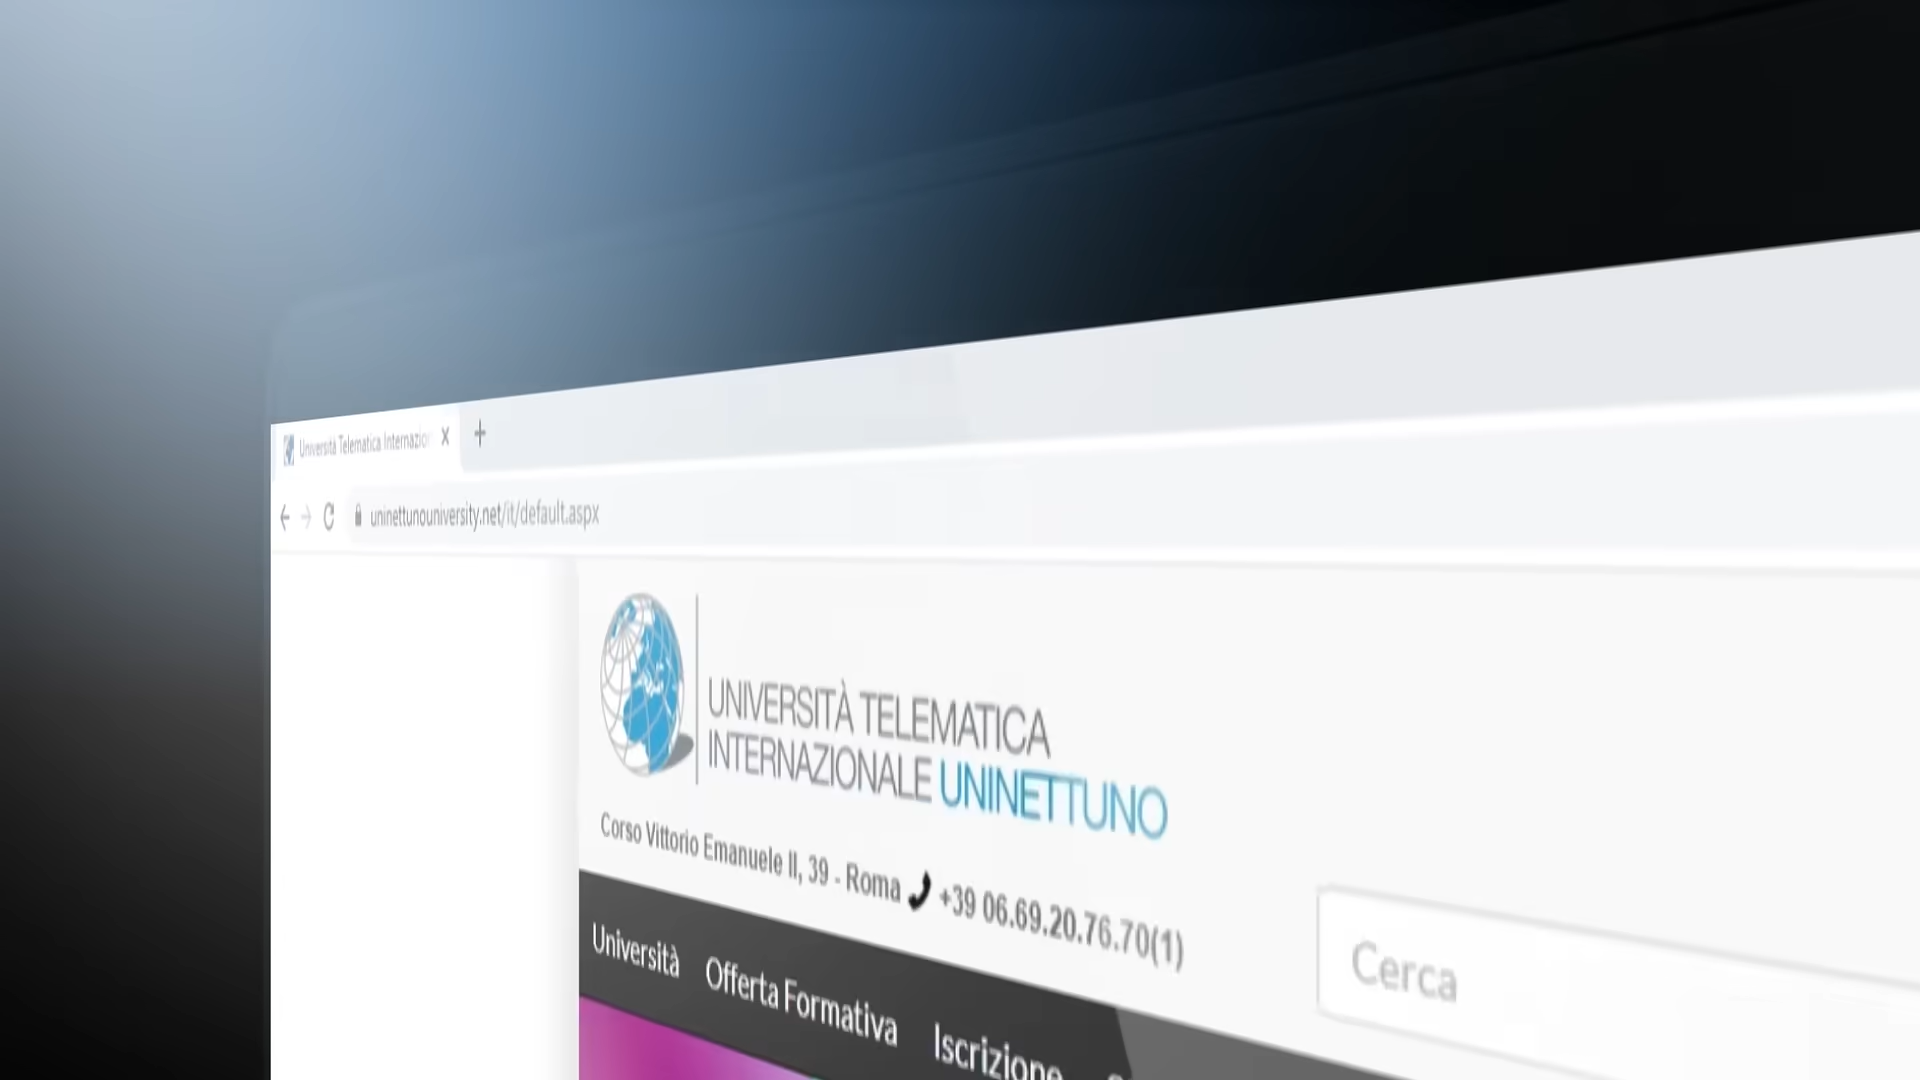 Università Telematica Internazio
uninettunouniversity.net/it/default.aspx
UNIVERSITÀ TELEMATICA
INTERNAZIONALE UNINETTUNO
Corso Vittorio Emanuele II, 39 - Roma +39 06.69.20.76.70(1)
Cerca
Università Offerta Formativa Iscrizione